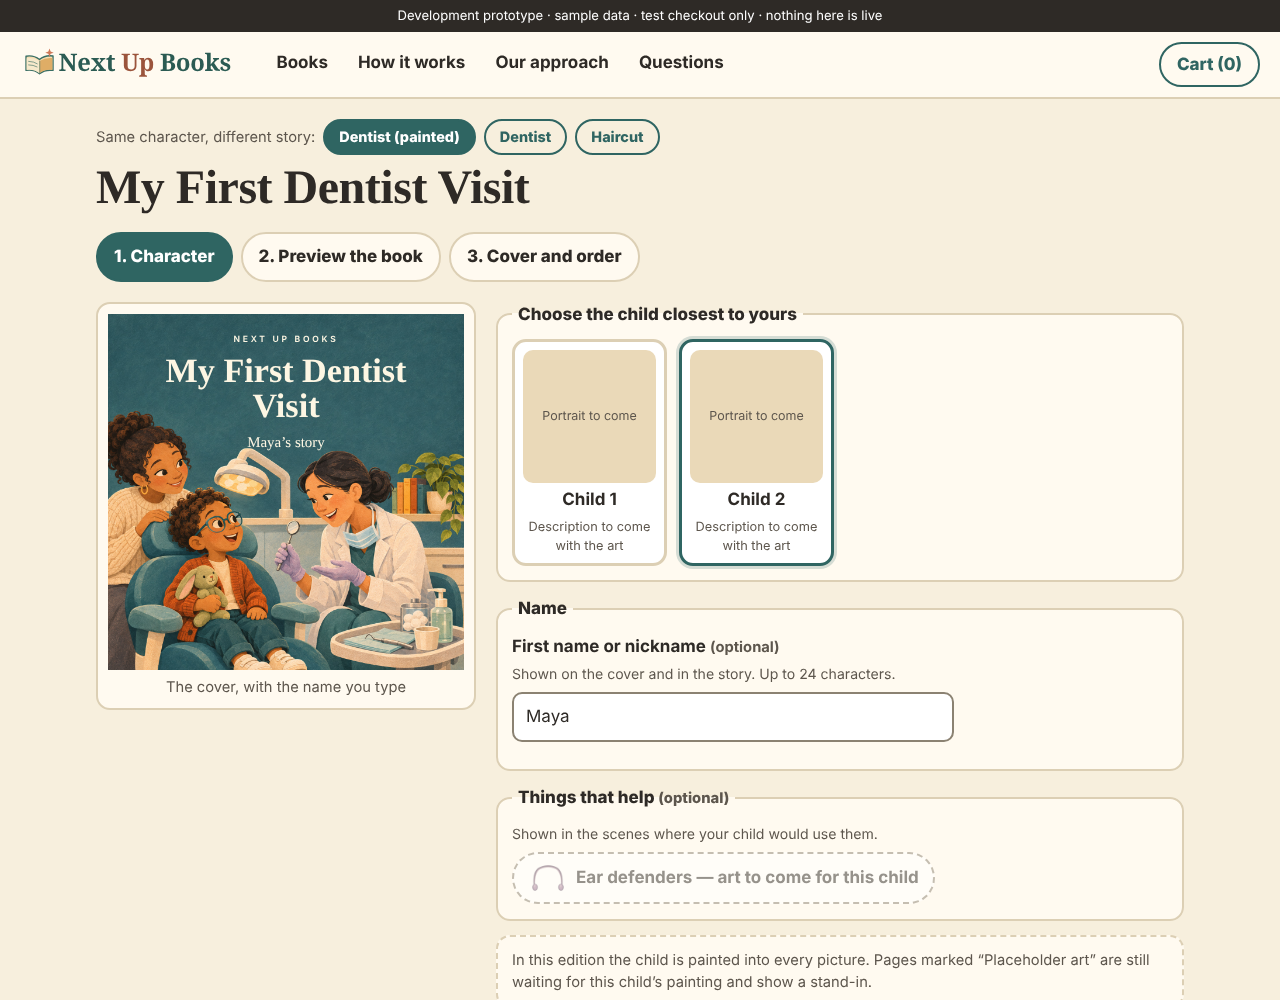 Development prototype · sample data · test checkout only · nothing here is live
Next Up Books
Books
How it works
Our approach
Questions
Cart (0)
Same character, different story:
Dentist (painted)
Dentist
Haircut
My First Dentist Visit
1. Character
2. Preview the book
3. Cover and order
NEXT UP BOOKS
My First Dentist
Visit
Maya’s story
The cover, with the name you type
Choose the child closest to yours
Portrait to come
Child 1
Description to come
with the art
Portrait to come
Child 2
Description to come
with the art
Name
First name or nickname (optional)
Shown on the cover and in the story. Up to 24 characters.
Maya
Things that help (optional)
Shown in the scenes where your child would use them.
Ear defenders — art to come for this child
In this edition the child is painted into every picture. Pages marked “Placeholder art” are still
waiting for this child’s painting and show a stand-in.